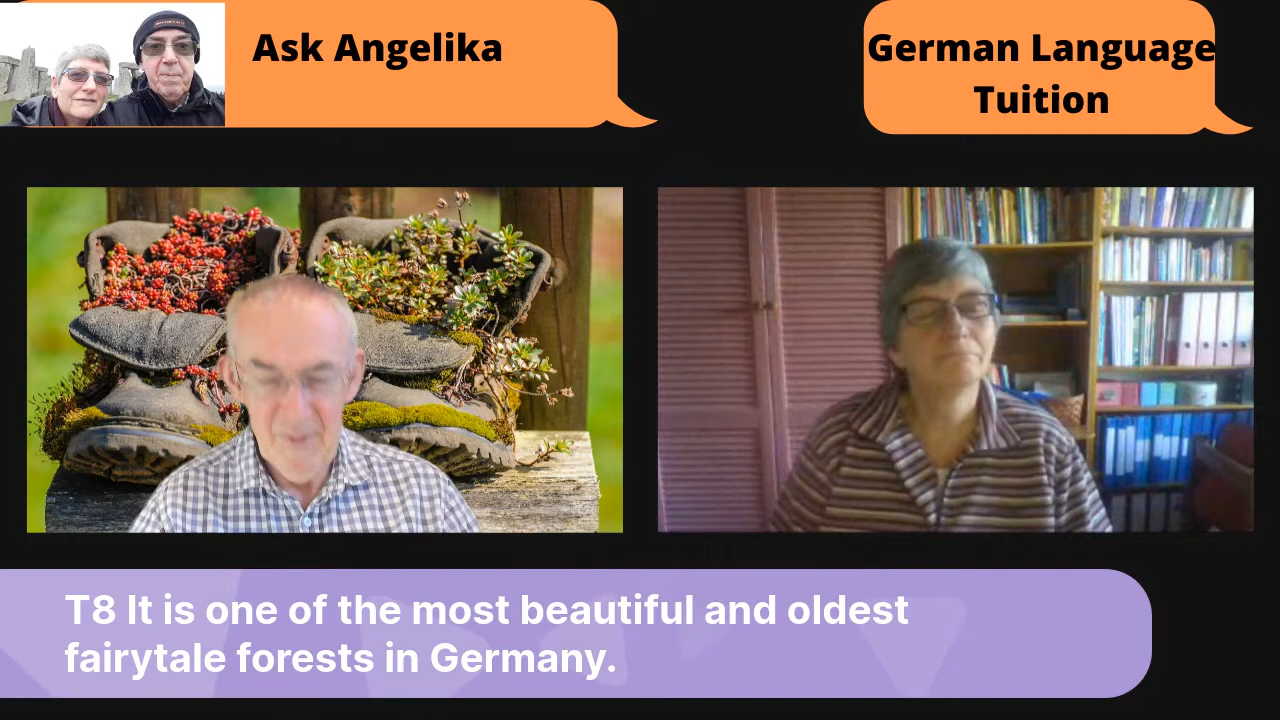 Ask Angelika
German Language
Tuition
T8 It is one of the most beautiful and oldest
fairytale forests in Germany.